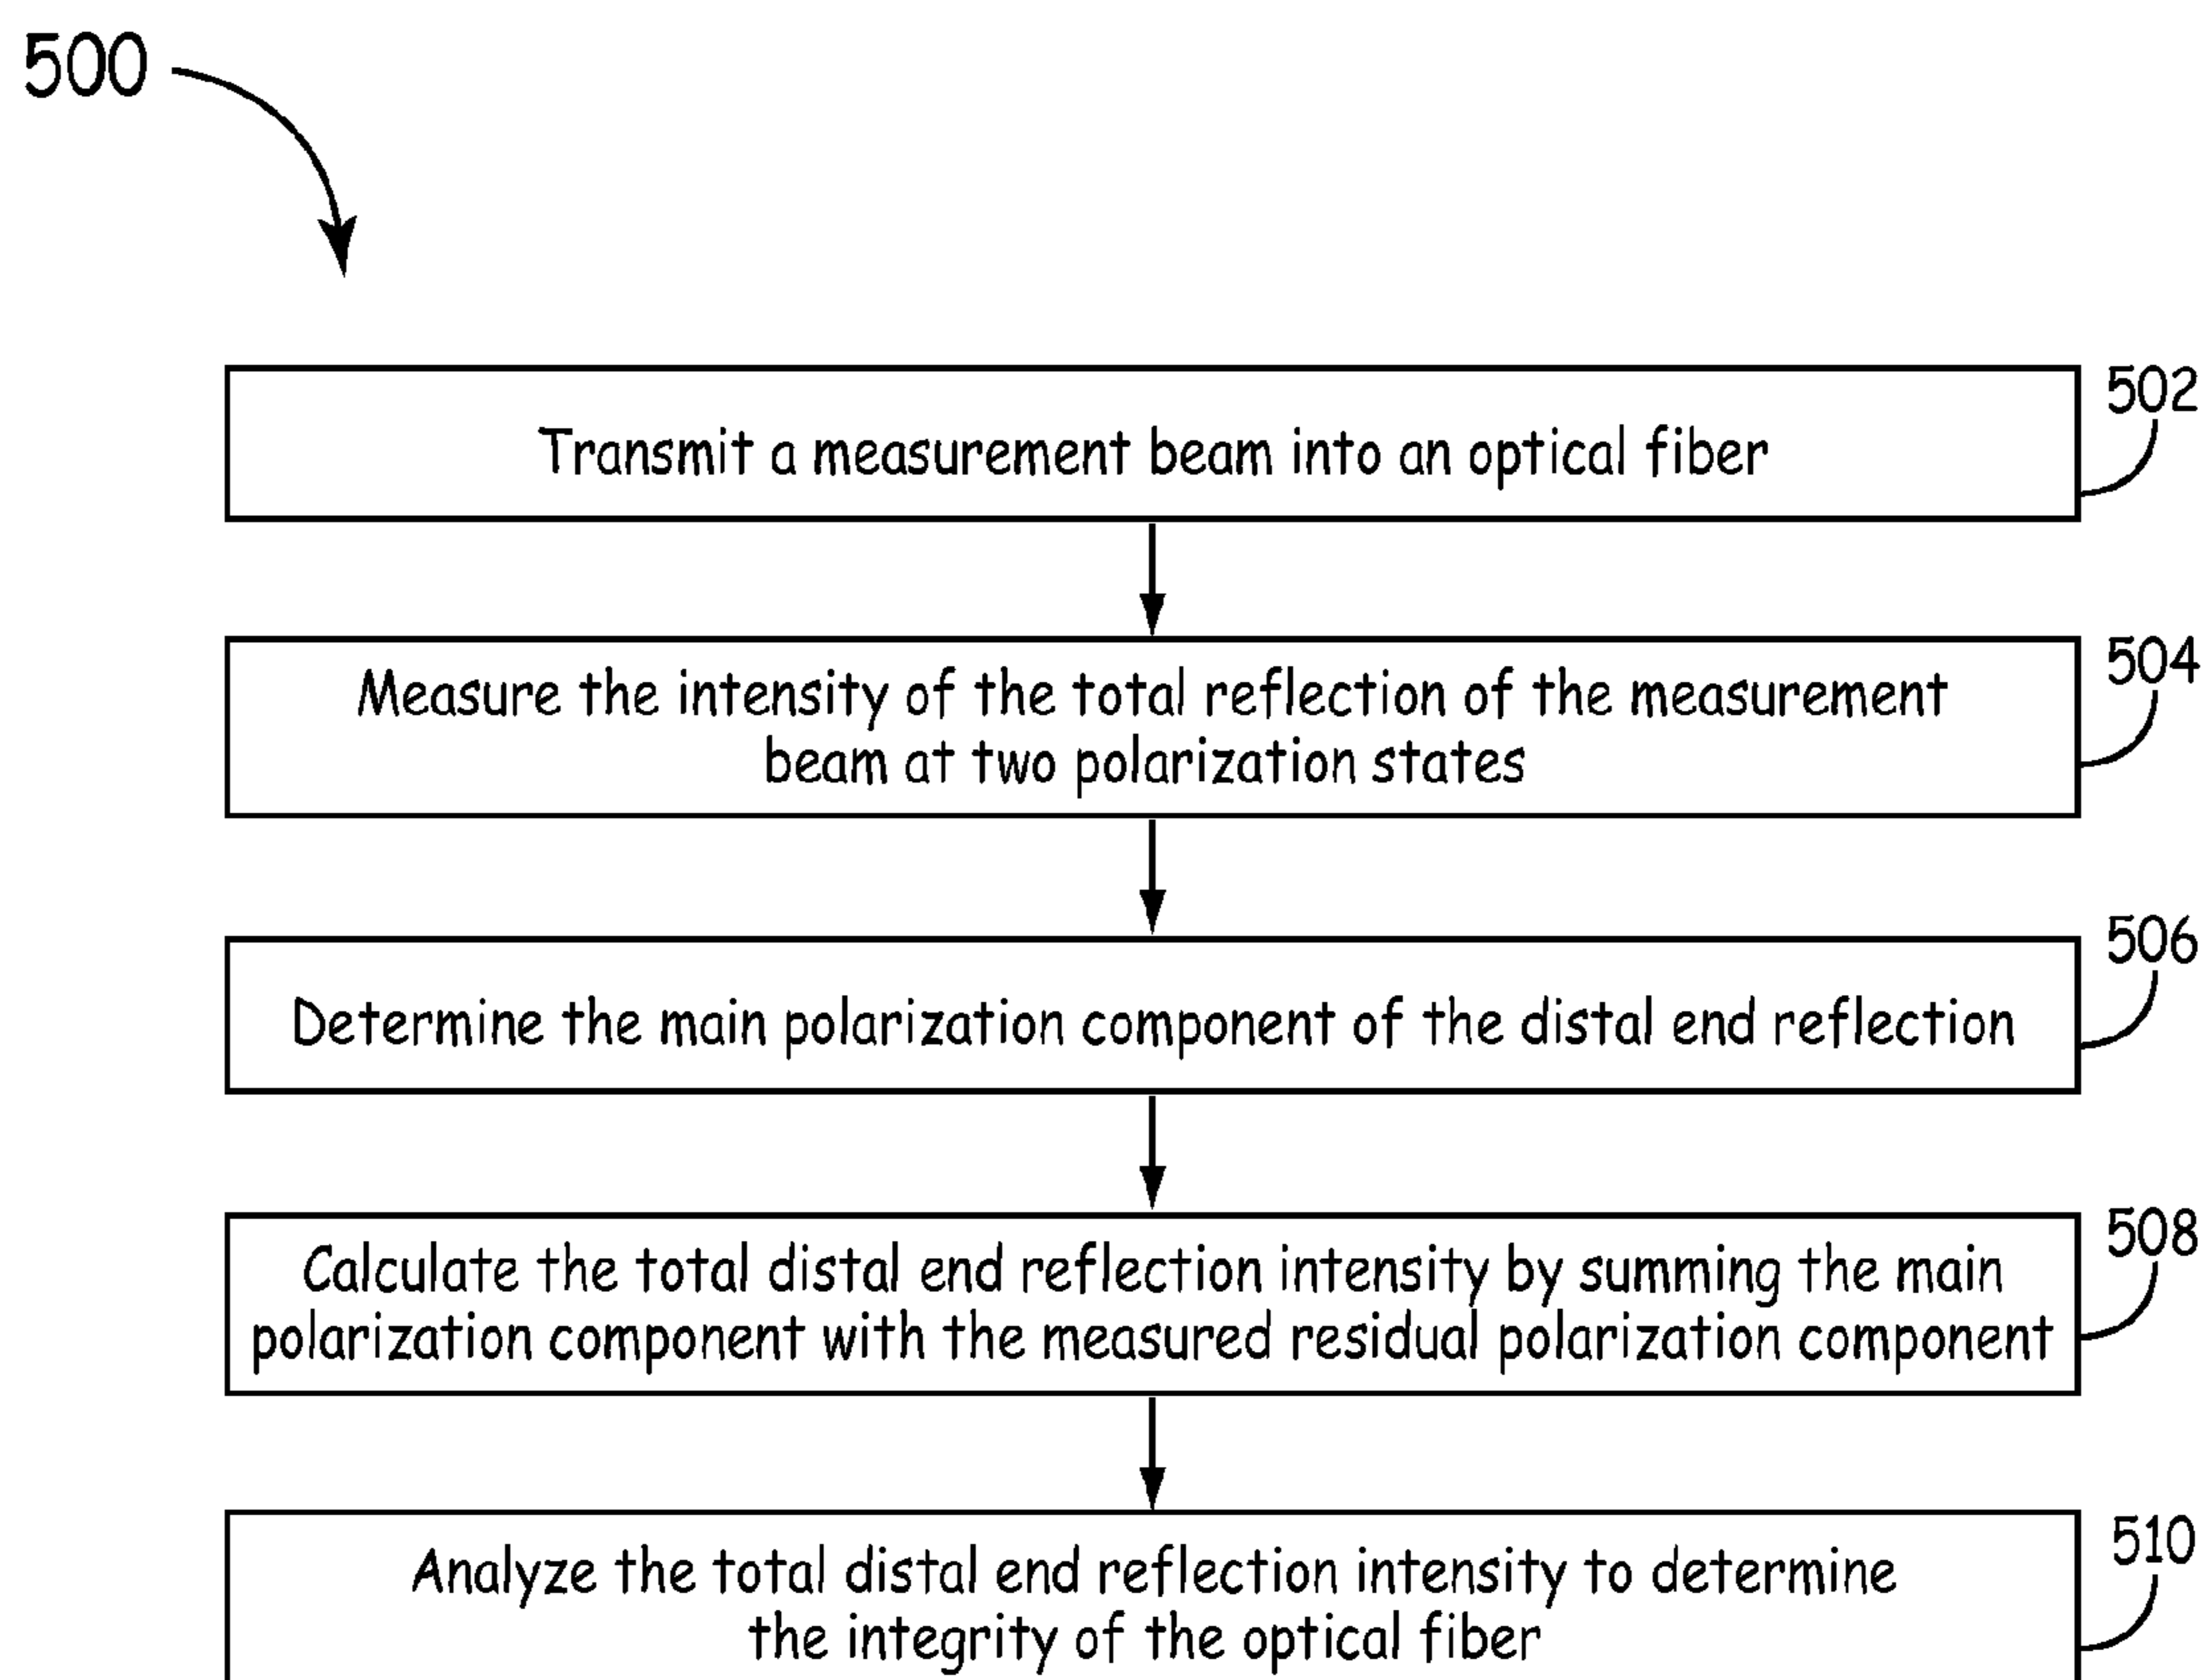 500
502
Transmit a measurement beam into an optical fiber
504
Measure the intensity of the total reflection of the measurement
beam at two polarization states
506
Determine the main polarization component of the distal end reflection
508
Calculate the total distal end reflection intensity by summing the main
polarization component with the measured residual polarization component
510
Analyze the total distal end reflection intensity to determine
the integrity of the optical fiber